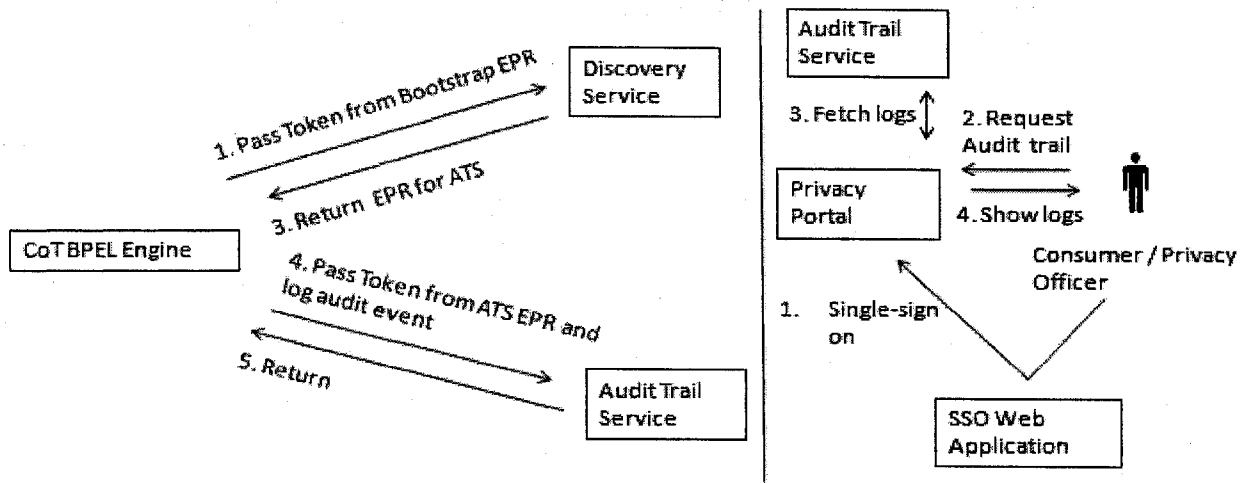 1. Pass Token from Bootstrap EPR
Discovery
Service
3. Return EPR for ATS
CoT BPEL Engine
4. Pass Token from ATS EPR and
log audit event
5. Return
Audit Trail
Service
Audit Trail
Service
3. Fetch logs
2. Request
Audit trail
Privacy
Portal
4. Show logs
Consumer / Privacy
Officer
1. Single-sign
on
SSO Web
Application